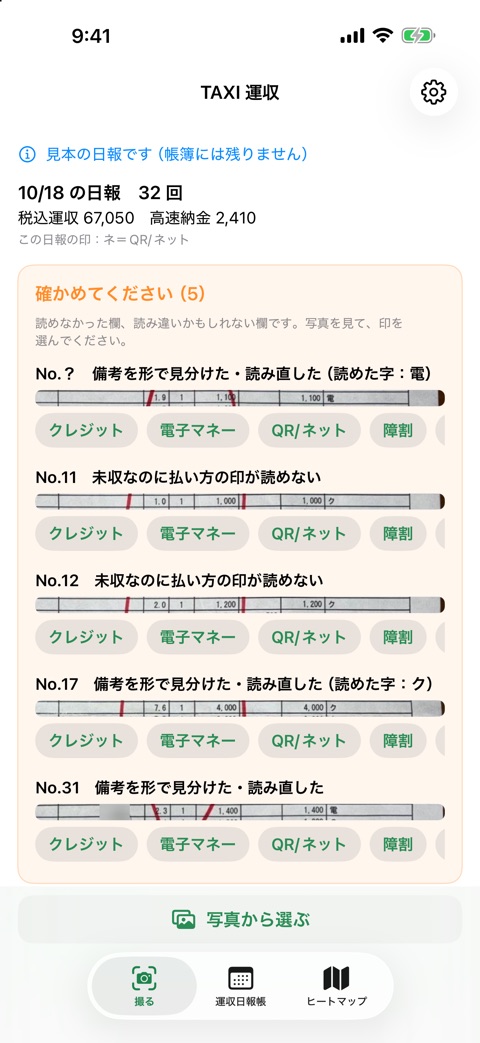 9:41
TAXI 運収
見本の日報です（帳簿には残りません）
10/18 の日報　32 回
税込運収 67,050　高速納金 2,410
この日報の印：ネ＝QR/ネット
確かめてください（5）
読めなかった欄、読み違いかもしれない欄です。写真を見て、印を
選んでください。
No.？　備考を形で見分けた・読み直した（読めた字：電）
1.9 1 1,100 1,100 電
クレジット 電子マネー QR/ネット 障割
No.11　未収なのに払い方の印が読めない
1.0 1 1,000 1,000 ク
クレジット 電子マネー QR/ネット 障割
No.12　未収なのに払い方の印が読めない
2.0 1 1,200 1,200 ク
クレジット 電子マネー QR/ネット 障割
No.17　備考を形で見分けた・読み直した（読めた字：ク）
7.6 1 4,000 4,000 ク
クレジット 電子マネー QR/ネット 障割
No.31　備考を形で見分けた・読み直した
2.3 1 1,400 1,400 電
クレジット 電子マネー QR/ネット 障割
写真から選ぶ
撮る 運収日報帳 ヒートマップ